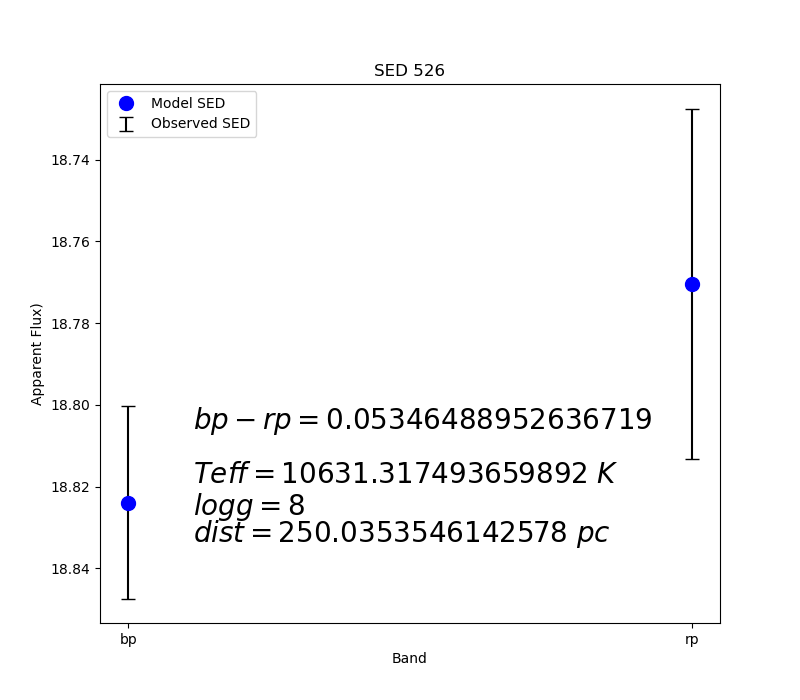 SED 526
Model SED
Observed SED
18.74
18.76
18.78
18.80
18.82
18.84
Apparent Flux)
bp − rp = 0.05346488952636719
Teff = 10631.317493659892 K
logg = 8
dist = 250.0353546142578 pc
bp rp
Band